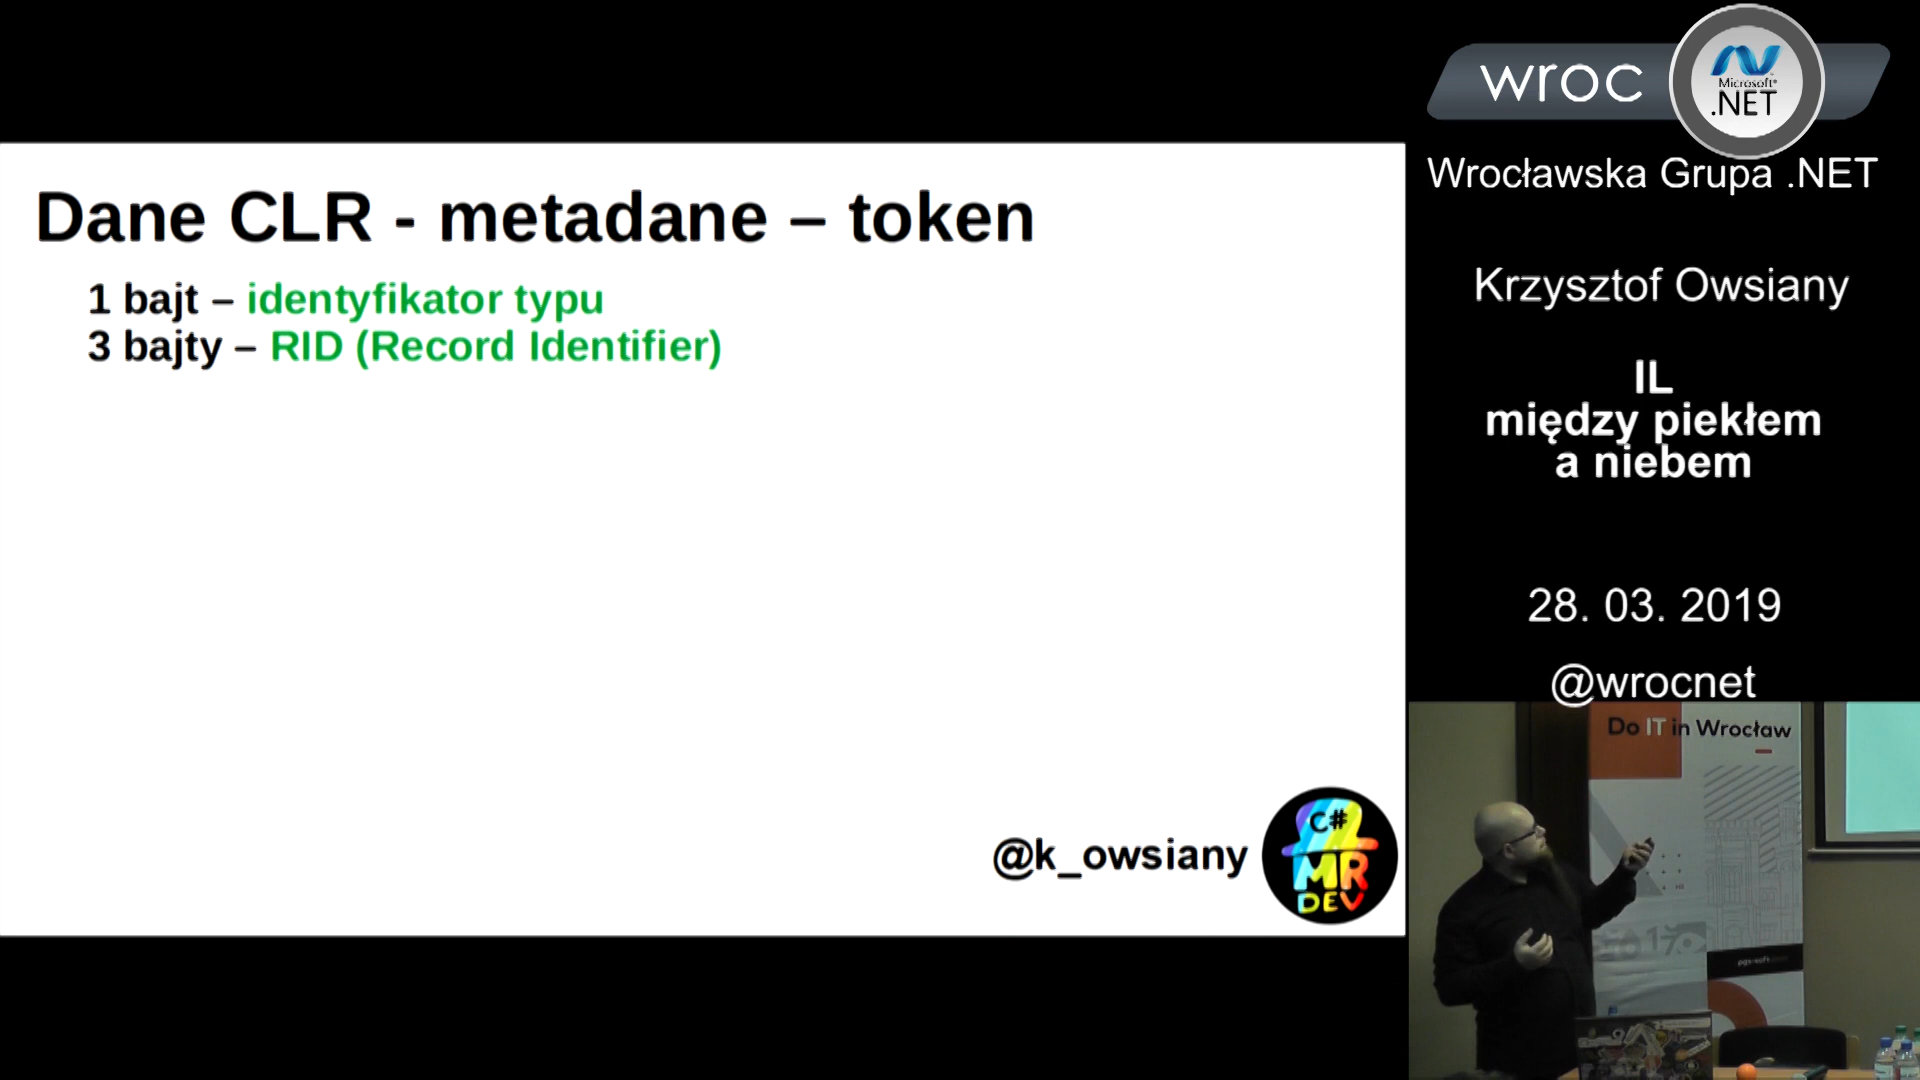 wroc
Microsoft®
.NET
Wrocławska Grupa .NET
Krzysztof Owsiany
IL
między piekłem
a niebem
28. 03. 2019
@wrocnet
Dane CLR - metadane – token
1 bajt – identyfikator typu
3 bajty – RID (Record Identifier)
@k_owsiany
C#
MR
DEV
Do IT in Wrocław